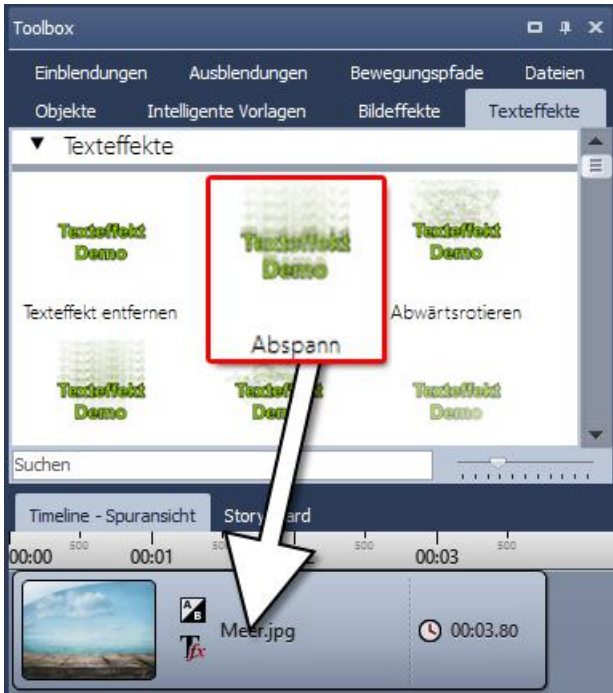 Toolbox
Einblendungen Ausblendungen Bewegungspfade Dateien
Objekte Intelligente Vorlagen Bildeffekte Texteffekte
Texteffekte
Texteffekt
Demo
Texteffekt
Demo
Texteffekt
Demo
Texteffekt entfernen
Abspann
Abwärtsrotieren
Texteffekt
Demo
Texteffekt
Demo
Suchen
Timeline - Spuransicht
00:00 500 00:01 500 00:03 500
A B
Tfx
Meer.jpg
00:03.80